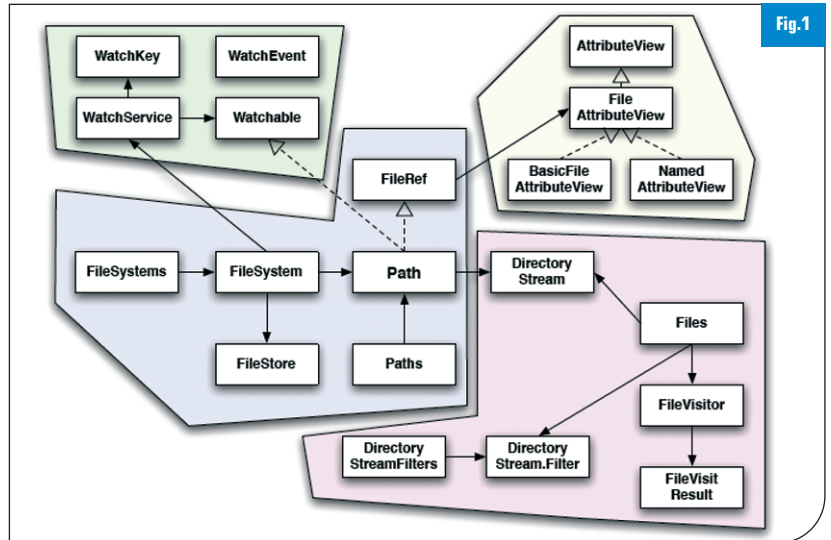 Fig.1
WatchKey
WatchEvent
WatchService
Watchable
AttributeView
File
AttributeView
BasicFile
AttributeView
Named
AttributeView
FileRef
FileSystems
FileSystem
Path
FileStore
Paths
Directory
Stream
Files
FileVisitor
Directory
StreamFilters
Directory
Stream.Filter
FileVisit
Result